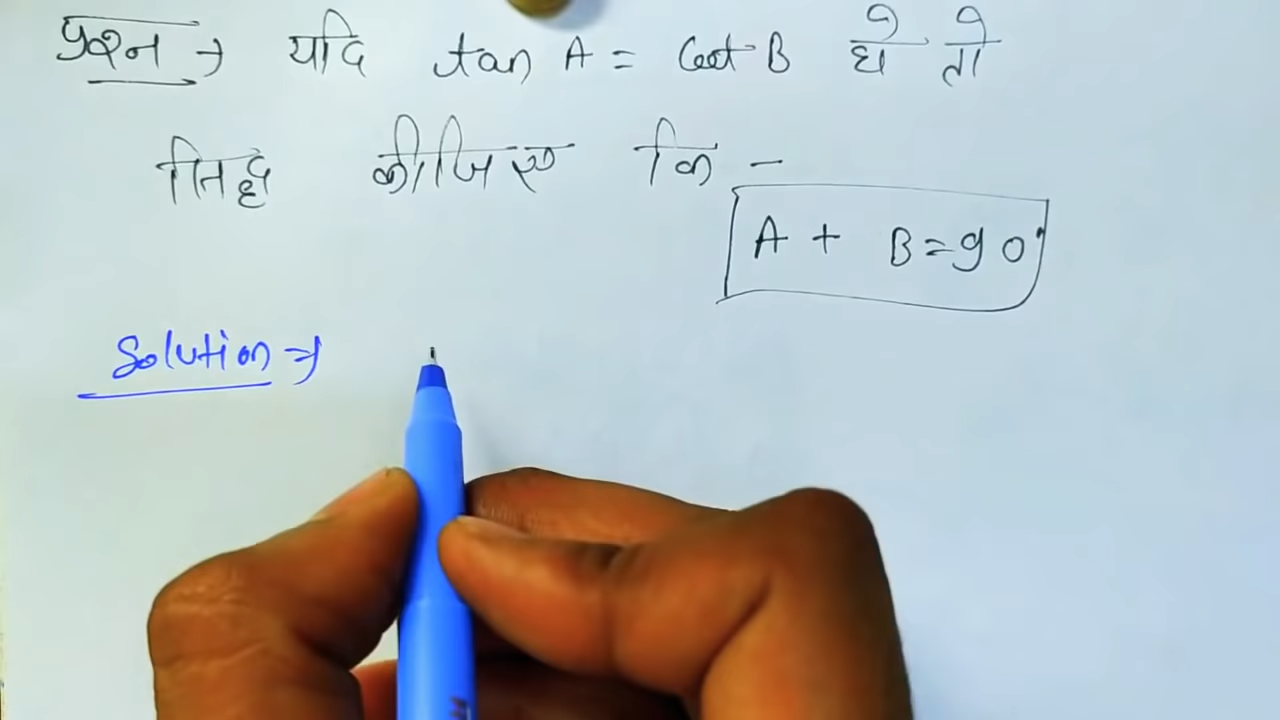 प्रश्न → यदि tan A = Cot B हो तो
सिद्ध कीजिए कि -
A + B = 90°
Solution ⇒